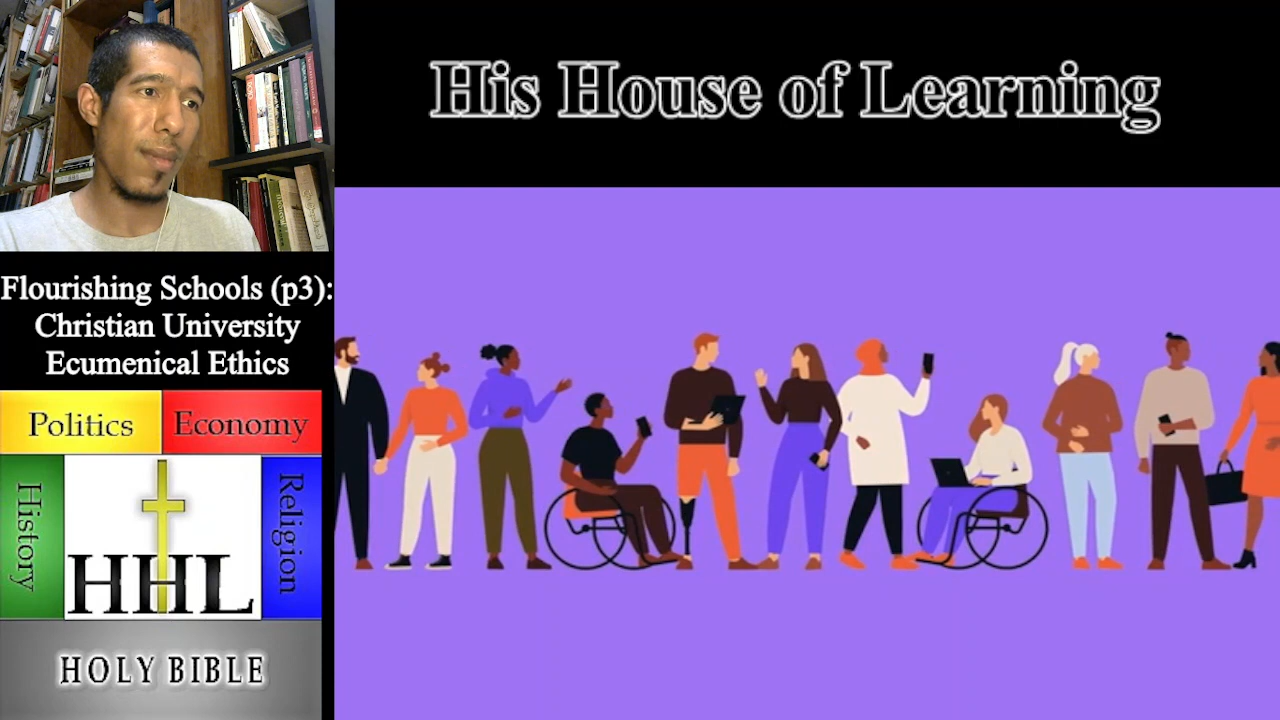 His House of Learning
Flourishing Schools (p3):
Christian University
Ecumenical Ethics
Politics
Economy
History
Religion
HHL
HOLY BIBLE